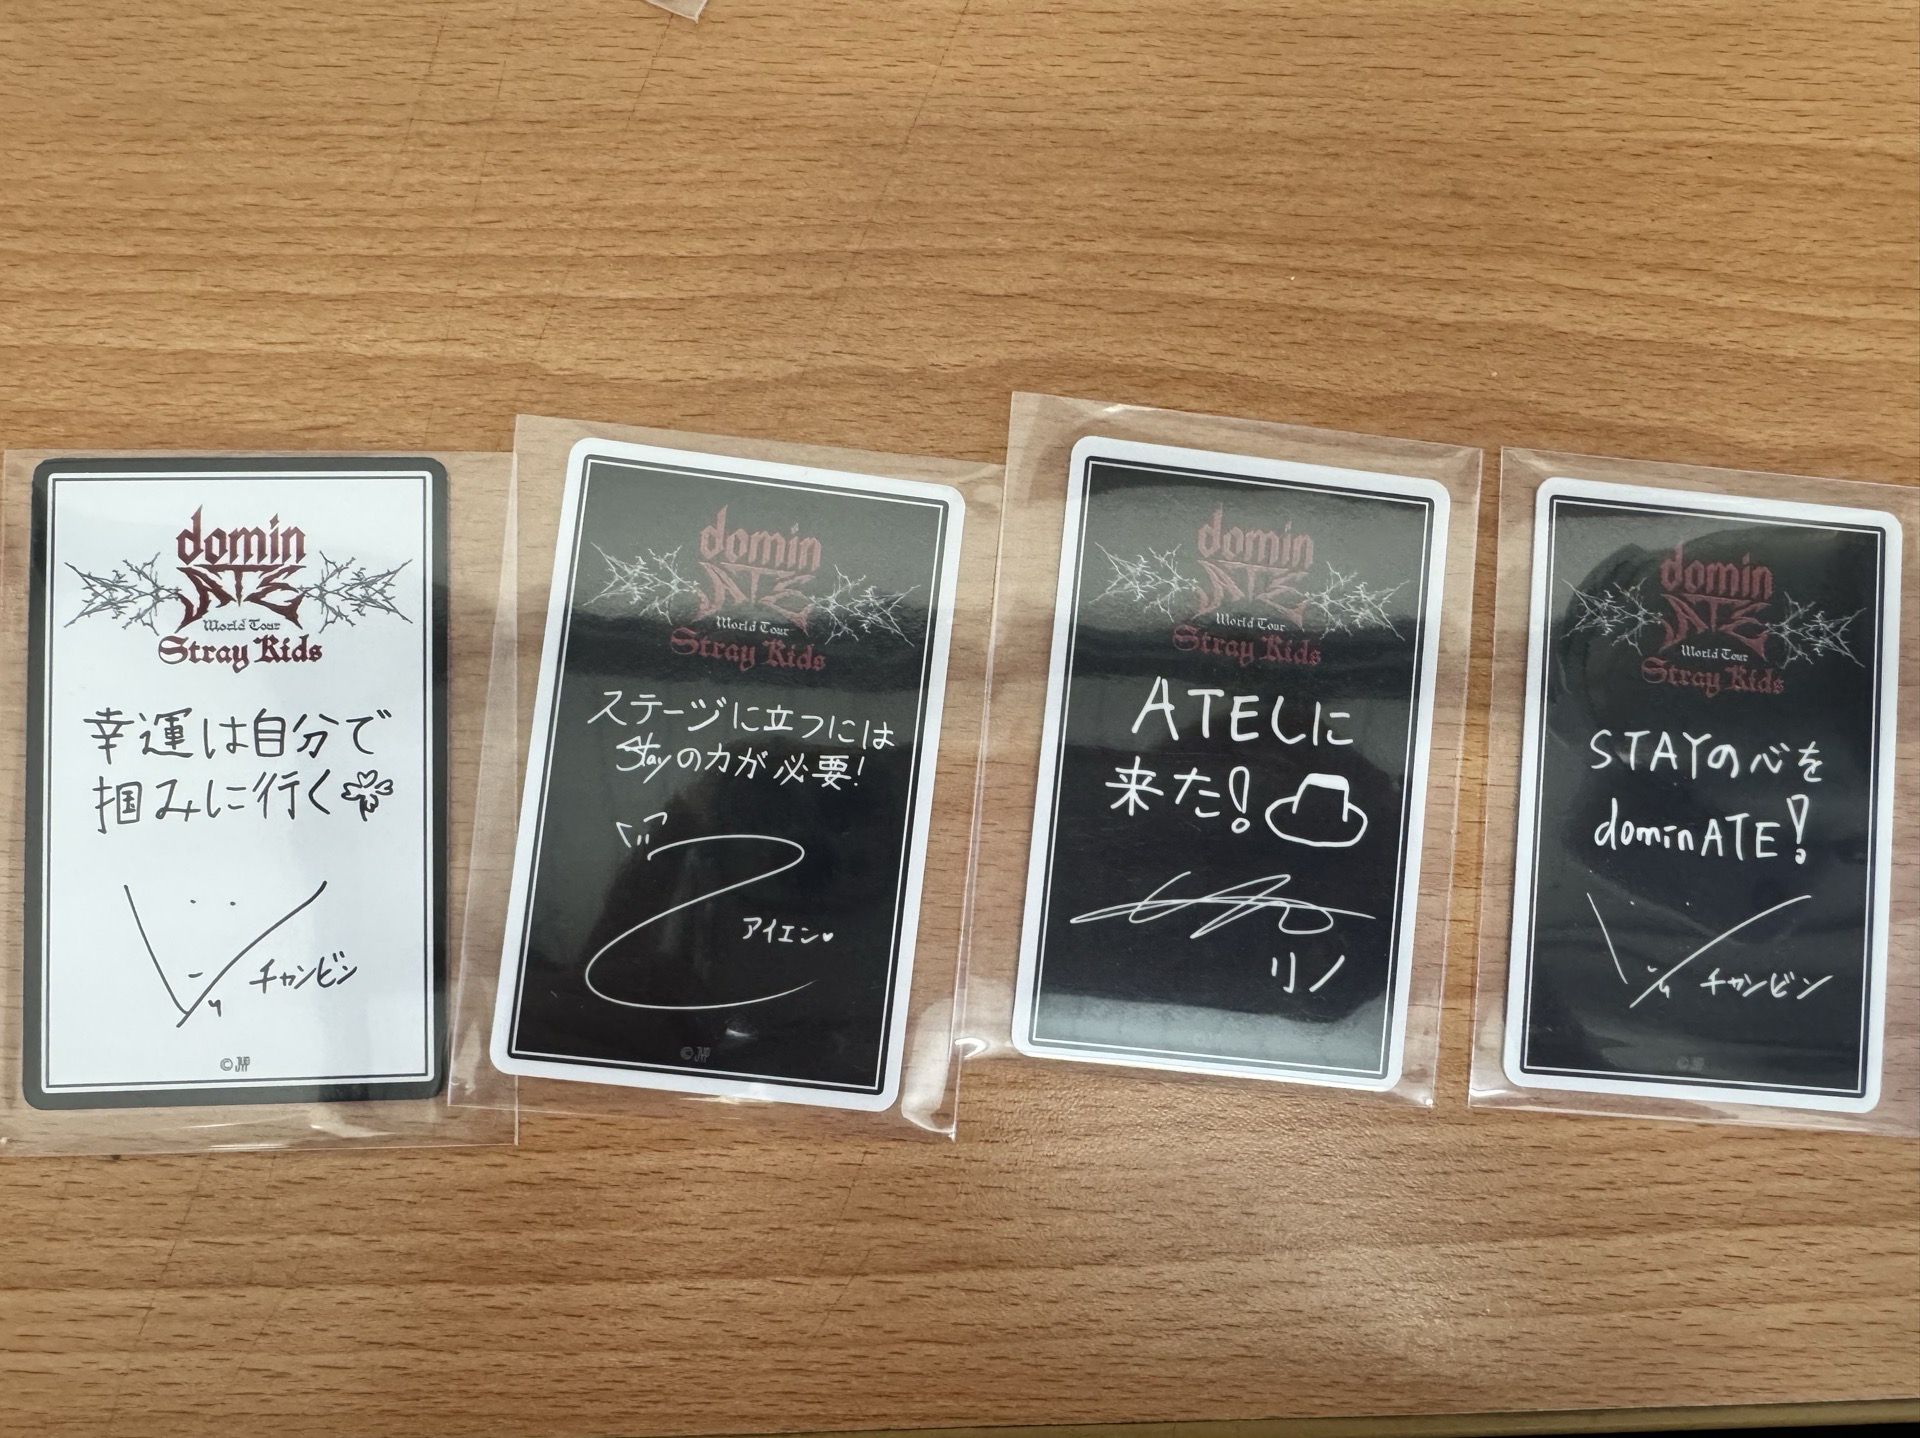 domin
ATE
World Tour
Stray Kids
幸運は自分で
掴みに行く
チャンビン
©JYP
domin
ATE
World Tour
Stray Kids
ステージに立つには
Stayの力が必要!
アイエン
©JYP
domin
ATE
World Tour
Stray Kids
ATEしに
来た!
リノ
domin
ATE
World Tour
Stray Kids
STAYの心を
dominATE!
チャンビン